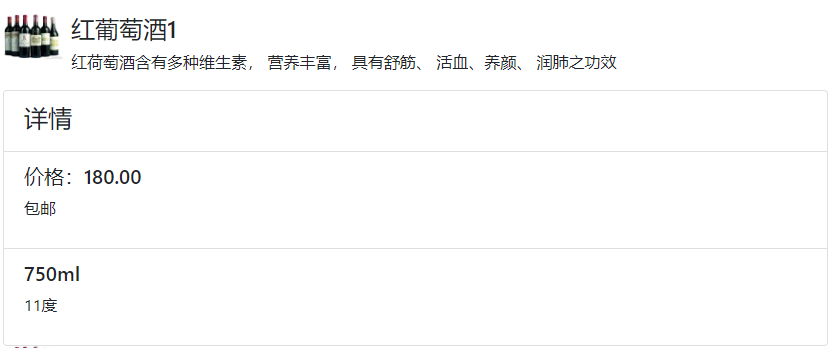 红葡萄酒1
红荷萄酒含有多种维生素， 营养丰富， 具有舒筋、 活血、养颜、 润肺之功效
详情
价格：180.00
包邮
750ml
11度